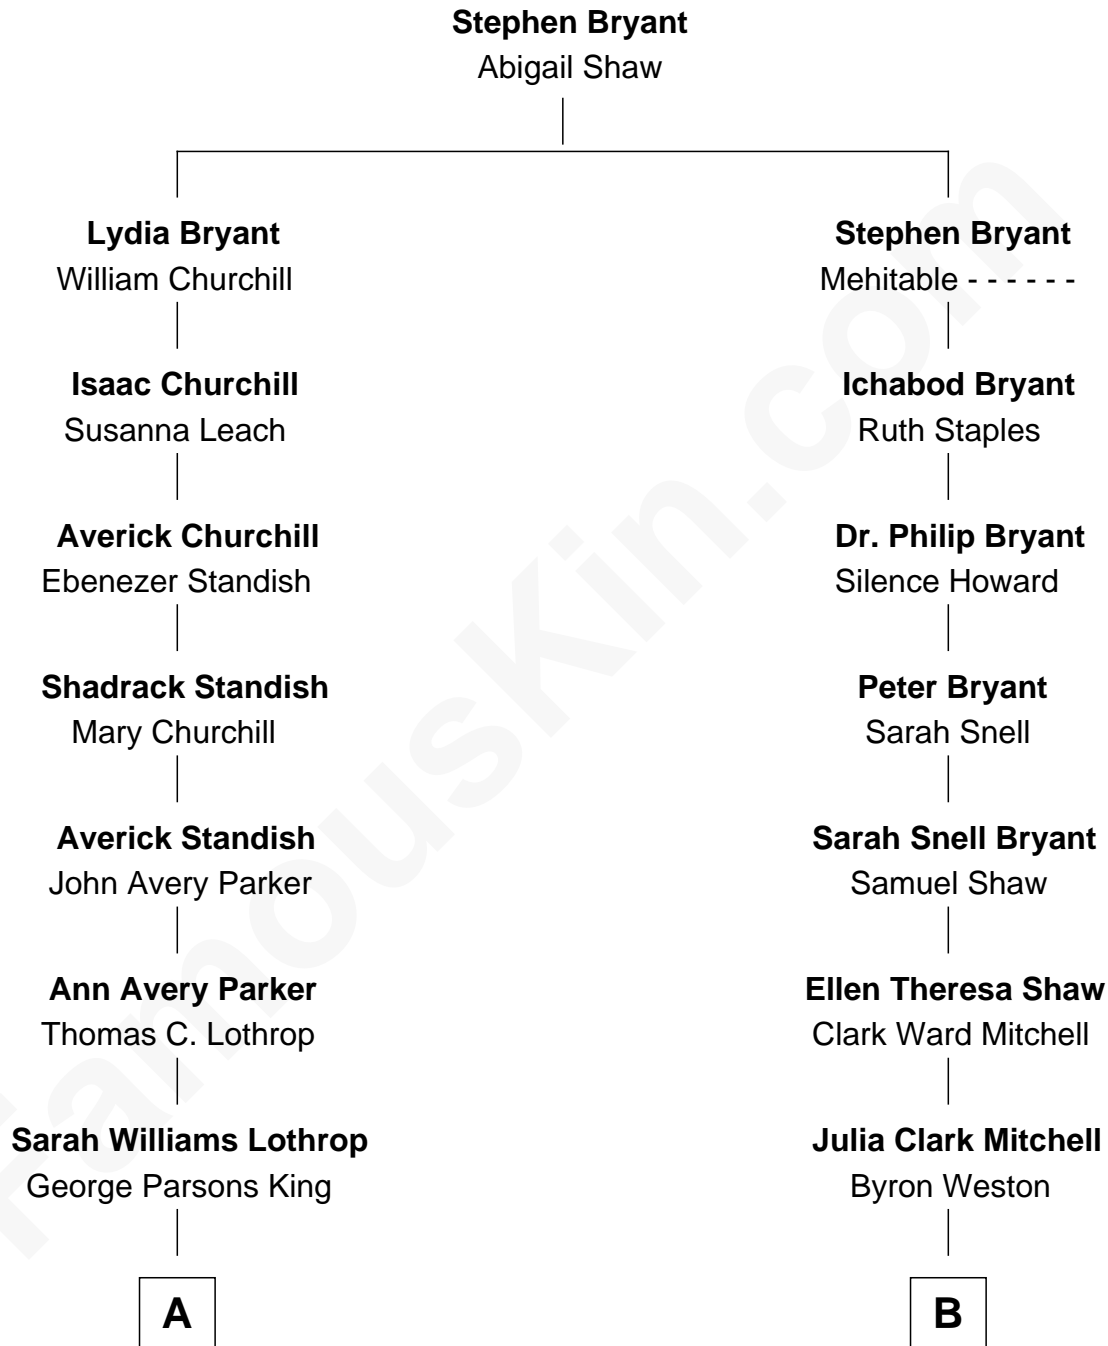 Stephen Bryant
Abigail Shaw
Lydia Bryant
William Churchill
Stephen Bryant
Mehitable - - - - - -
Isaac Churchill
Susanna Leach
Ichabod Bryant
Ruth Staples
Averick Churchill
Ebenezer Standish
Dr. Philip Bryant
Silence Howard
Shadrack Standish
Mary Churchill
Peter Bryant
Sarah Snell
Averick Standish
John Avery Parker
Sarah Snell Bryant
Samuel Shaw
Ann Avery Parker
Thomas C. Lothrop
Ellen Theresa Shaw
Clark Ward Mitchell
Sarah Williams Lothrop
George Parsons King
Julia Clark Mitchell
Byron Weston
A
B
FamousKin.com